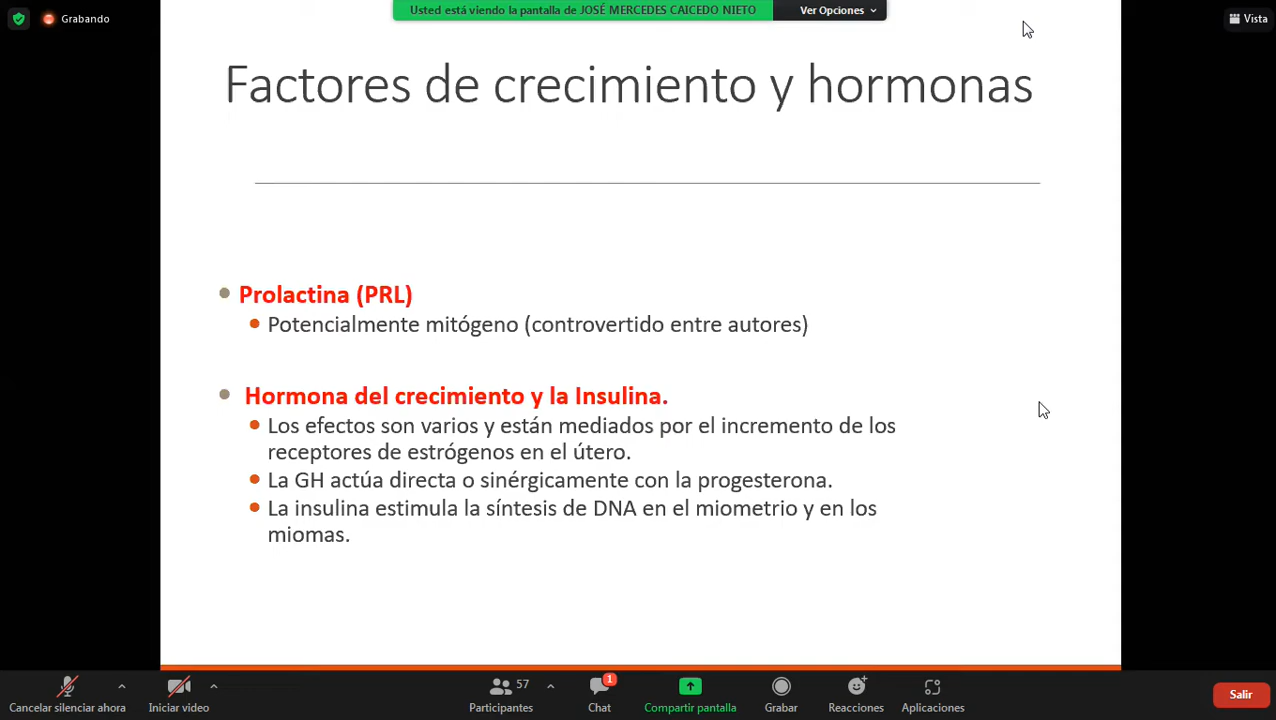 Grabando
Usted está viendo la pantalla de JOSÉ MERCEDES CAICEDO NIETO
Ver Opciones
Vista
Factores de crecimiento y hormonas
Prolactina (PRL)
Potencialmente mitógeno (controvertido entre autores)
Hormona del crecimiento y la Insulina.
Los efectos son varios y están mediados por el incremento de los
receptores de estrógenos en el útero.
La GH actúa directa o sinérgicamente con la progesterona.
La insulina estimula la síntesis de DNA en el miometrio y en los
miomas.
Cancelar silenciar ahora
Iniciar video
57
Participantes
1
Chat
Compartir pantalla
Grabar
Reacciones
Aplicaciones
Salir